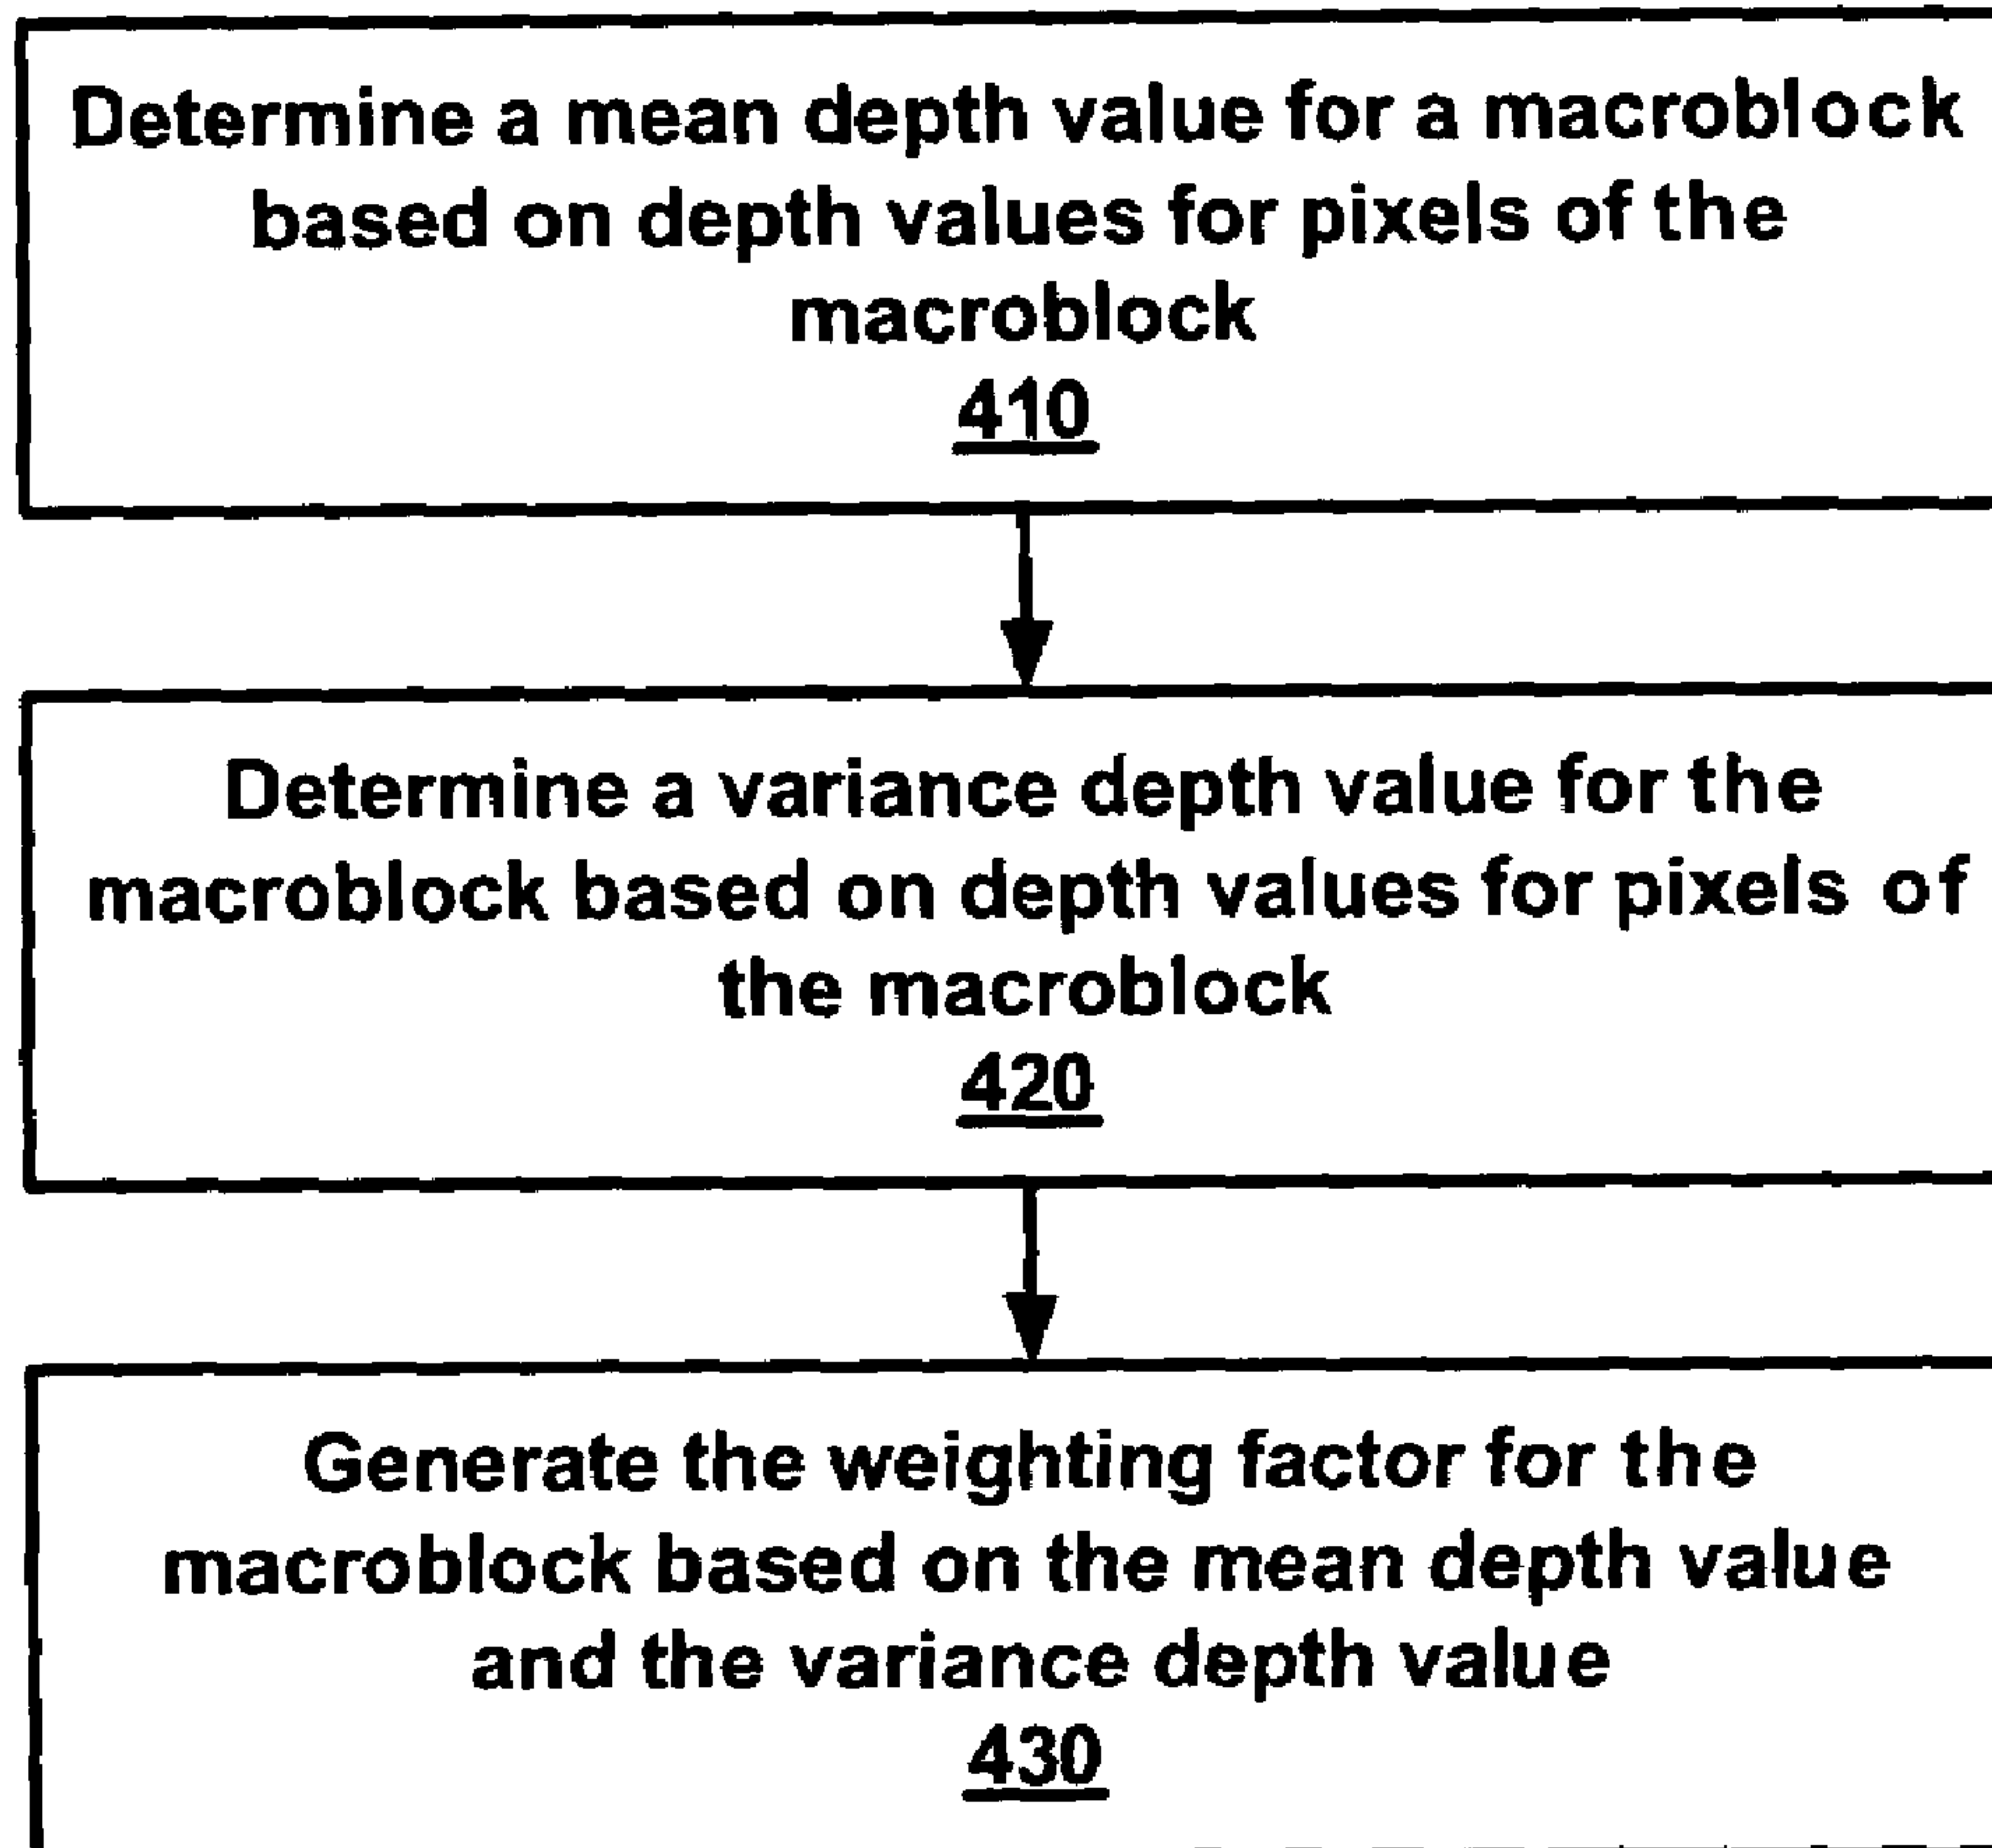 Determine a mean depth value for a macroblock
based on depth values for pixels of the
macroblock
410
Determine a variance depth value for the
macroblock based on depth values for pixels of
the macroblock
420
Generate the weighting factor for the
macroblock based on the mean depth value
and the variance depth value
430